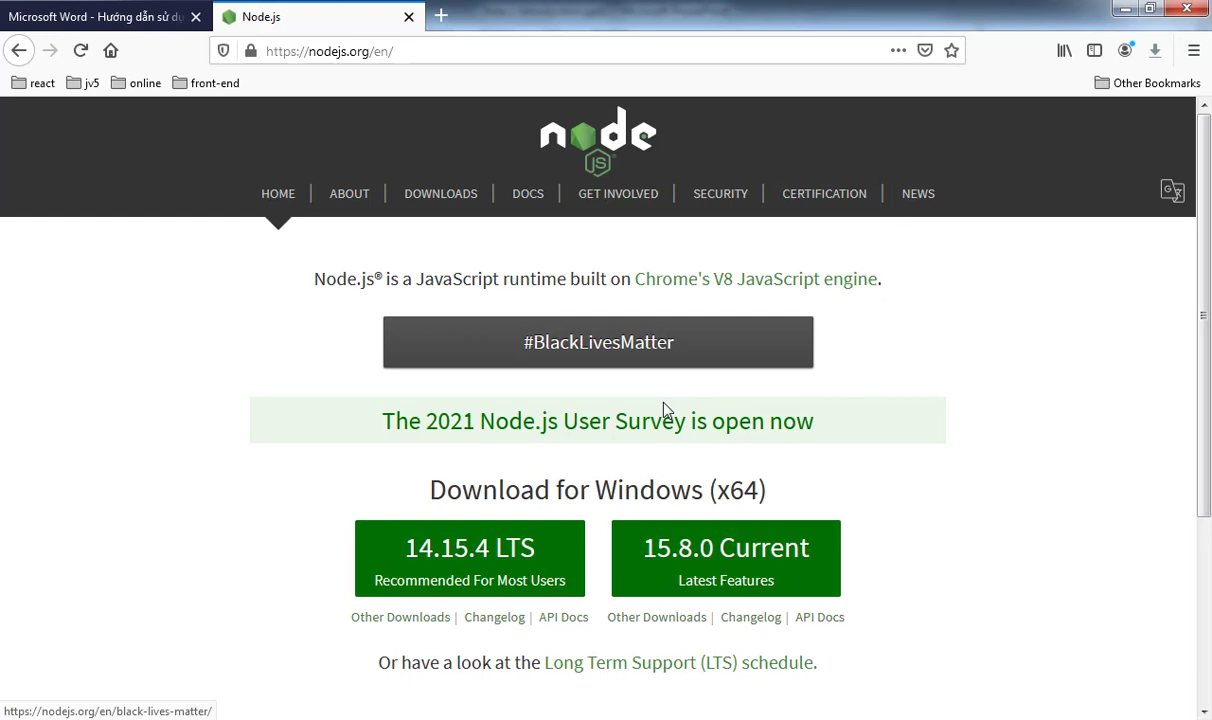 Microsoft Word - Hướng dẫn sử dụ
Node.js
https://nodejs.org/en/
react
jv5
online
front-end
Other Bookmarks
node
JS
HOME | ABOUT | DOWNLOADS | DOCS | GET INVOLVED | SECURITY | CERTIFICATION | NEWS
Node.js® is a JavaScript runtime built on Chrome's V8 JavaScript engine.
#BlackLivesMatter
The 2021 Node.js User Survey is open now
Download for Windows (x64)
14.15.4 LTS
Recommended For Most Users
15.8.0 Current
Latest Features
Other Downloads | Changelog | API Docs
Other Downloads | Changelog | API Docs
Or have a look at the Long Term Support (LTS) schedule.
https://nodejs.org/en/black-lives-matter/